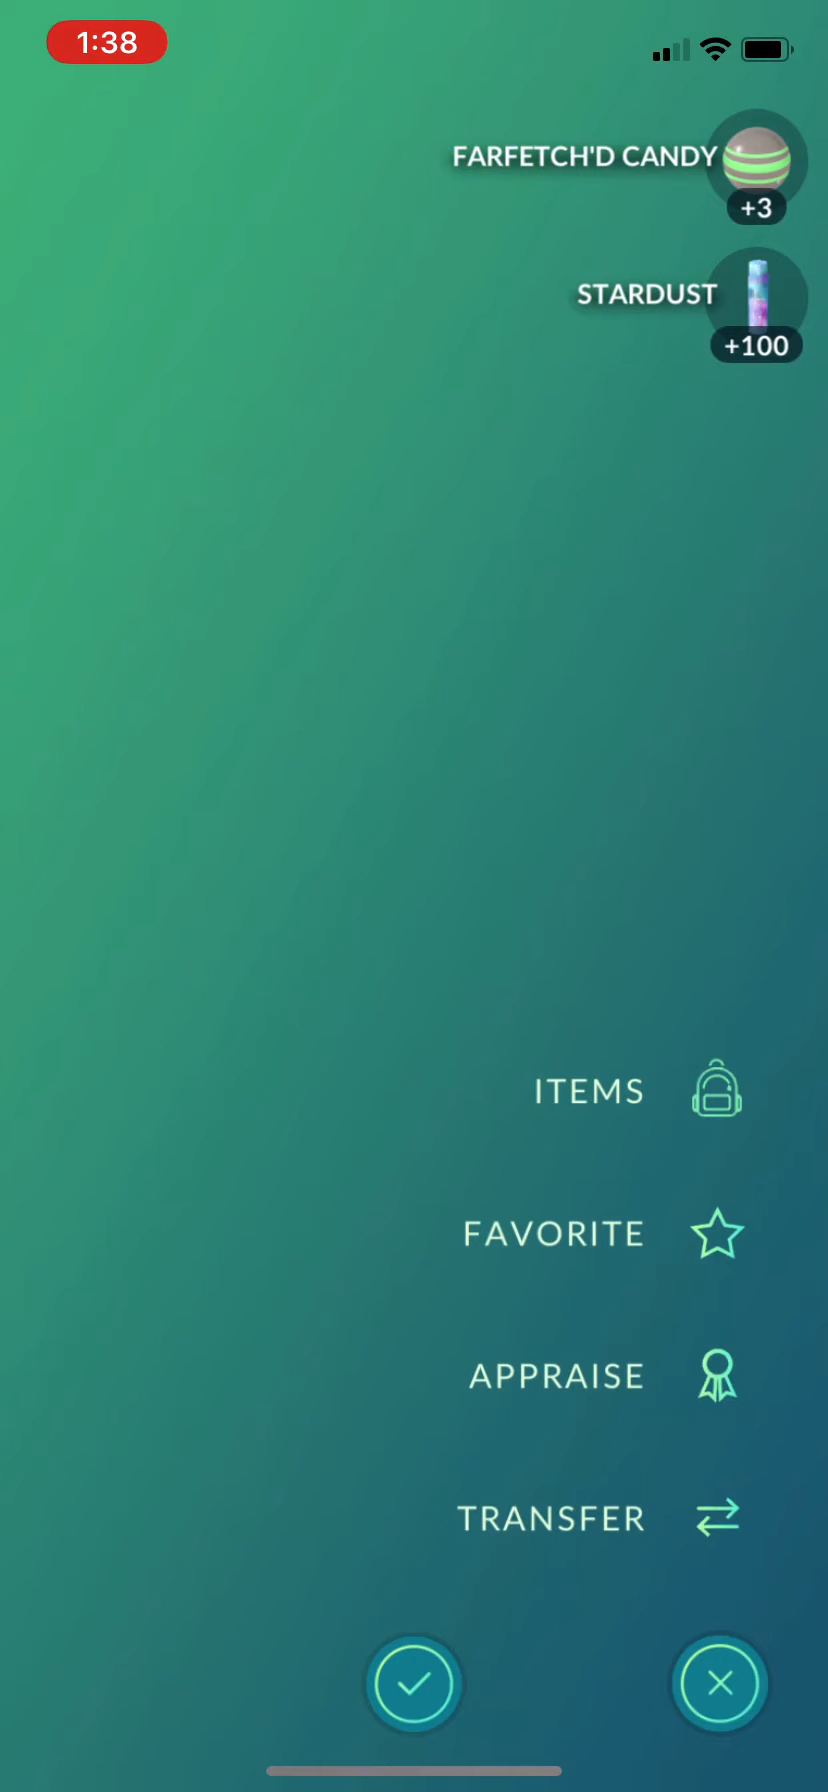 1:38
FARFETCH'D CANDY
+3
STARDUST
+100
ITEMS
FAVORITE
APPRAISE
TRANSFER